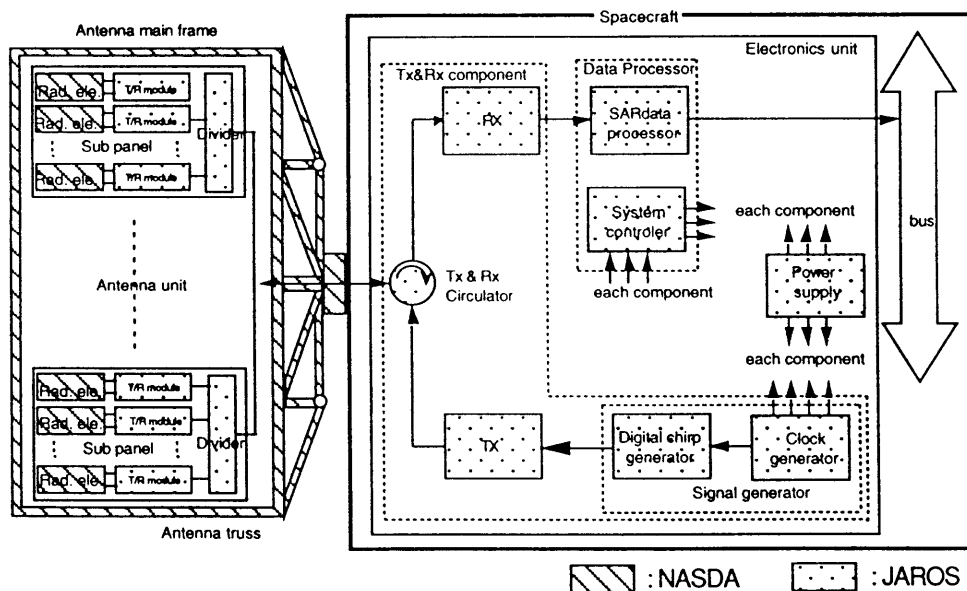 Spacecraft
Antenna main frame
Electronics unit
Tx&Rx component
Data Processor
Rad. ele. T/R module
Rad. ele. T/R module
Divider
Sub panel
Rad. ele. T/R module
RX
SARdata
processor
System
controler
each component
each component
bus
Power
supply
Antenna unit
Tx & Rx
Circulator
each component
Rad. ele. T/R module
Rad. ele. T/R module
Sub panel
Divider
Rad. ele. T/R module
TX
Digital chirp
generator
Clock
generator
Signal generator
Antenna truss
: NASDA
: JAROS